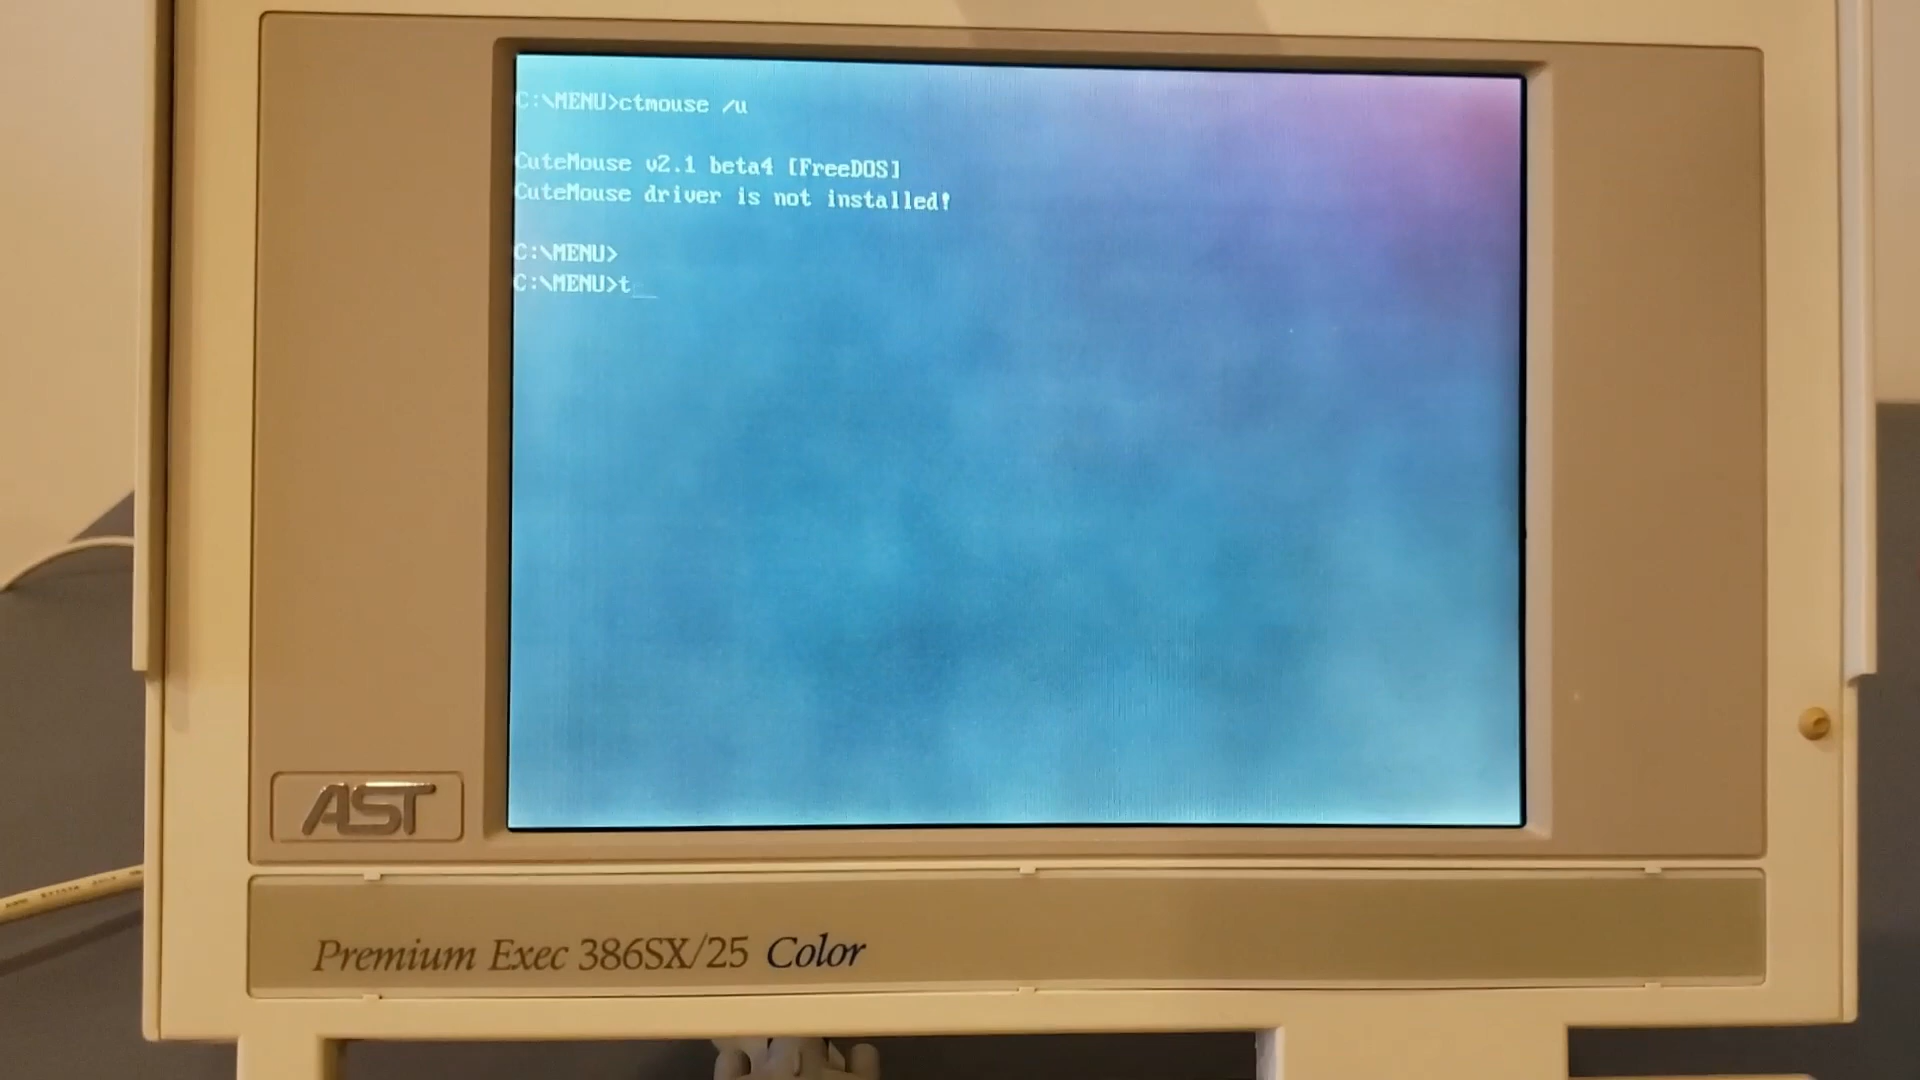 C:\MENU>ctmouse /u
CuteMouse v2.1 beta4 [FreeDOS]
CuteMouse driver is not installed!
C:\MENU>
C:\MENU>t_
AST
Premium Exec 386SX/25 Color